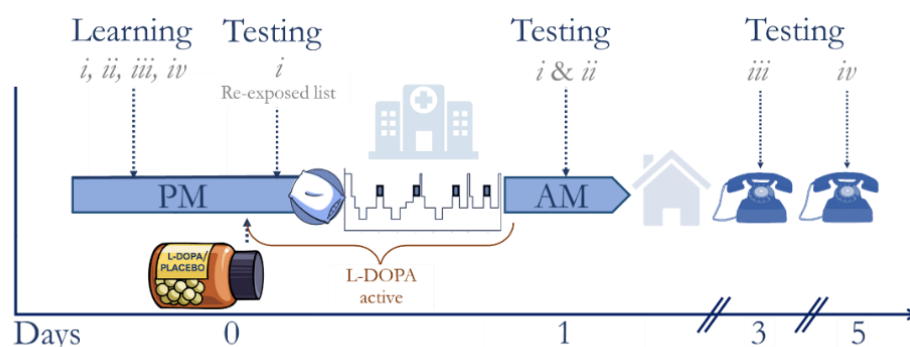 Learning
i, ii, iii, iv
Testing
i
Re-exposed list
Testing
i & ii
Testing
iii
iv
PM
AM
L-DOPA/
PLACEBO
L-DOPA
active
Days
0
1
3
5